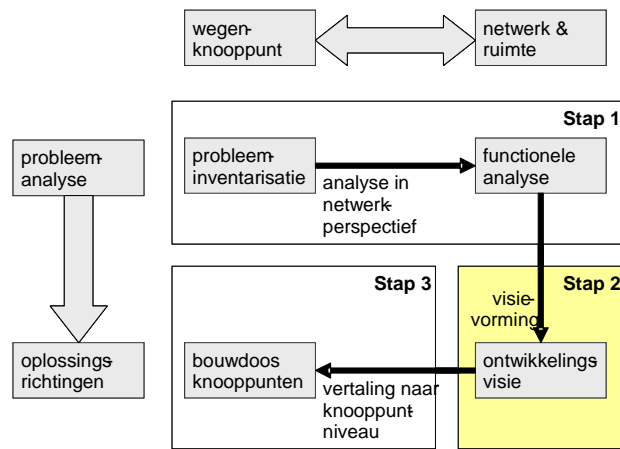 wegen-
knooppunt
netwerk &
ruimte
Stap 1
probleem-
analyse
probleem-
inventarisatie
analyse in
netwerk-
perspectief
functionele
analyse
Stap 3
Stap 2
visie-
vorming
oplossings-
richtingen
bouwdoos
knooppunten
vertaling naar
knooppunt-
niveau
ontwikkelings-
visie